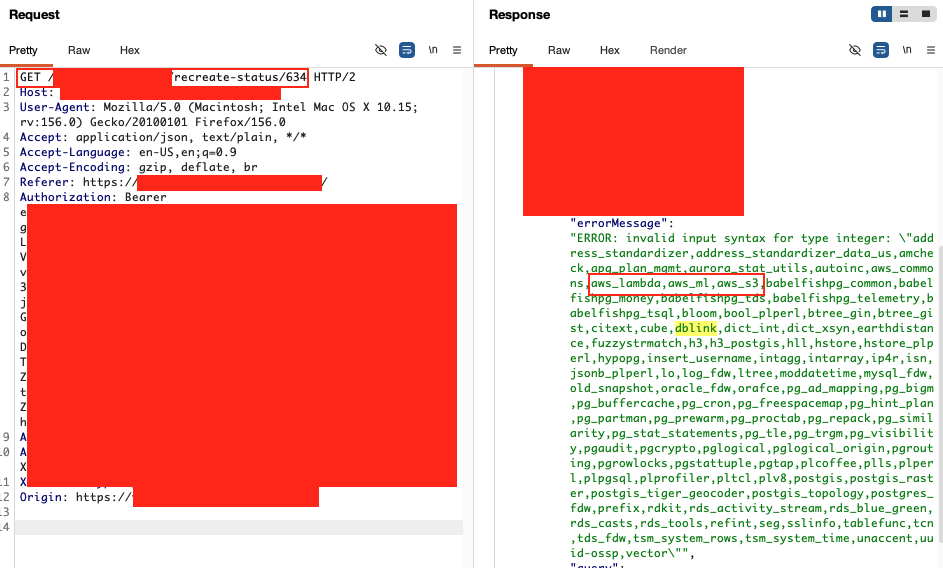 Request
Pretty Raw Hex \n
1 GET / /recreate-status/634 HTTP/2
2 Host:
3 User-Agent: Mozilla/5.0 (Macintosh; Intel Mac OS X 10.15;
rv:156.0) Gecko/20100101 Firefox/156.0
4 Accept: application/json, text/plain, */*
5 Accept-Language: en-US,en;q=0.9
6 Accept-Encoding: gzip, deflate, br
7 Referer: https:// /
8 Authorization: Bearer
e
g
L
V
v
3
j
G
o
D
T
Z
t
Z
h
9 A
10 A
X
11 X
12 Origin: https://
13
14
Response
Pretty Raw Hex Render \n
"errorMessage":
"ERROR: invalid input syntax for type integer: \"add
ress_standardizer,address_standardizer_data_us,amche
ck,apg_plan_mgmt,aurora_stat_utils,autoinc,aws_commo
ns,aws_lambda,aws_ml,aws_s3,babelfishpg_common,babel
fishpg_money,babelfishpg_tds,babelfishpg_telemetry,b
abelfishpg_tsql,bloom,bool_plperl,btree_gin,btree_gi
st,citext,cube,dblink,dict_int,dict_xsyn,earthdistan
ce,fuzzystrmatch,h3,h3_postgis,hll,hstore,hstore_plp
erl,hypopg,insert_username,intagg,intarray,ip4r,isn,
jsonb_plperl,lo,log_fdw,ltree,moddatetime,mysql_fdw,
old_snapshot,oracle_fdw,orafce,pg_ad_mapping,pg_bigm
,pg_buffercache,pg_cron,pg_freespacemap,pg_hint_plan
,pg_partman,pg_prewarm,pg_proctab,pg_repack,pg_simil
arity,pg_stat_statements,pg_tle,pg_trgm,pg_visibilit
y,pgaudit,pgcrypto,pglogical,pglogical_origin,pgrout
ing,pgrowlocks,pgstattuple,pgtap,plcoffee,plls,plper
l,plpgsql,plprofiler,pltcl,plv8,postgis,postgis_rast
er,postgis_tiger_geocoder,postgis_topology,postgres_
fdw,prefix,rdkit,rds_activity_stream,rds_blue_green,
rds_casts,rds_tools,refint,seg,sslinfo,tablefunc,tcn
,tds_fdw,tsm_system_rows,tsm_system_time,unaccent,uu
id-ossp,vector\"",
"query":